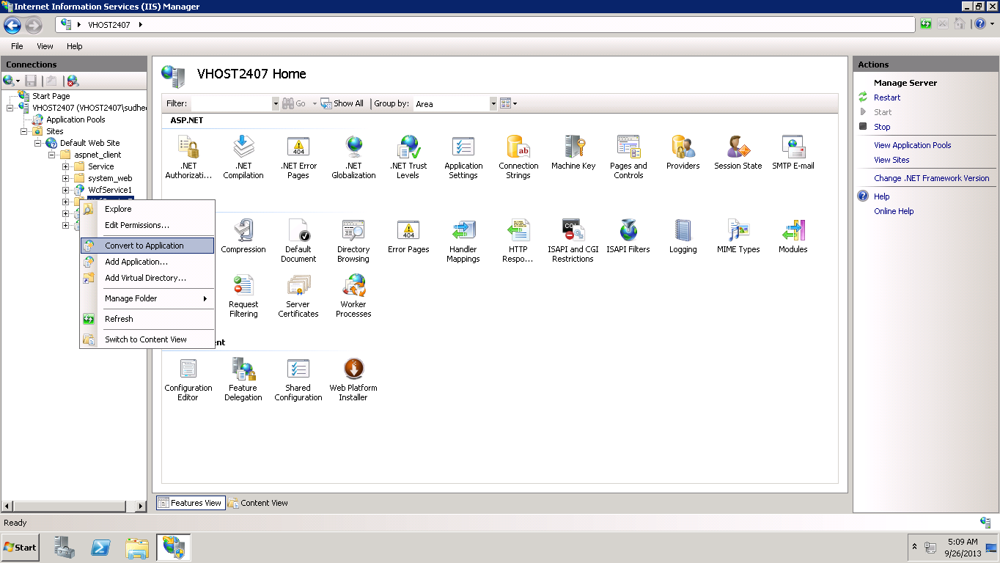 Internet Information Services (IIS) Manager
VHOST2407
File View Help
Connections
Start Page
VHOST2407 (VHOST2407\sudhee
Application Pools
Sites
Default Web Site
aspnet_client
Service
system_web
WcfService1
Explore
Edit Permissions...
Convert to Application
Add Application...
Add Virtual Directory...
Manage Folder
Refresh
Switch to Content View
VHOST2407 Home
Filter: Go Show All Group by: Area
ASP.NET
.NET Authorizati...
.NET Compilation
.NET Error Pages
.NET Globalization
.NET Trust Levels
Application Settings
Connection Strings
Machine Key
Pages and Controls
Providers
Session State
SMTP E-mail
Compression
Default Document
Directory Browsing
Error Pages
Handler Mappings
HTTP Respo...
ISAPI and CGI Restrictions
ISAPI Filters
Logging
MIME Types
Modules
Request Filtering
Server Certificates
Worker Processes
ent
Configuration Editor
Feature Delegation
Shared Configuration
Web Platform Installer
Features View Content View
Actions
Manage Server
Restart
Start
Stop
View Application Pools
View Sites
Change .NET Framework Version
Help
Online Help
Ready
Start
5:09 AM
9/26/2013